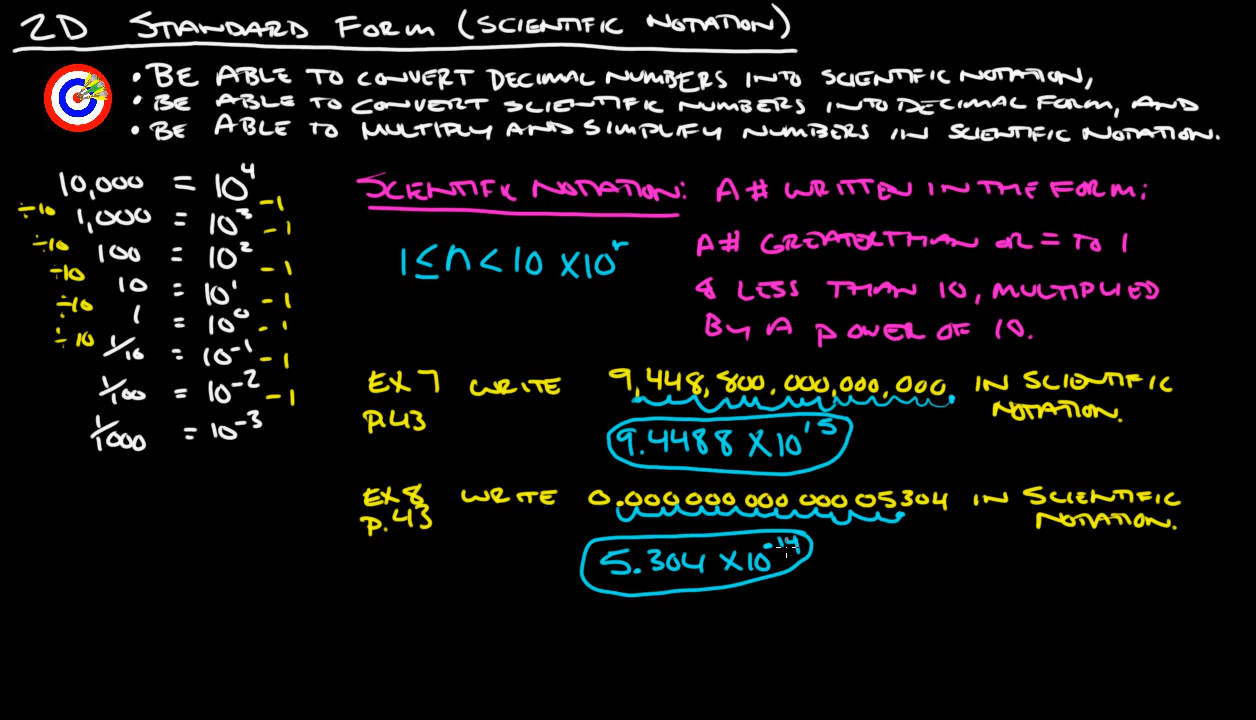 2D STANDARD FORM (SCIENTIFIC NOTATION)
• BE ABLE TO CONVERT DECIMAL NUMBERS INTO SCIENTIFIC NOTATION,
• BE ABLE TO CONVERT SCIENTIFIC NUMBERS INTO DECIMAL FORM, AND
• BE ABLE TO MULTIPLY AND SIMPLIFY NUMBERS IN SCIENTIFIC NOTATION.
10,000 = 10⁴
÷10 1,000 = 10³ -1
÷10 100 = 10² -1
÷10 10 = 10¹ -1
÷10 1 = 10⁰ -1
÷10 1/10 = 10⁻¹ -1
1/100 = 10⁻² -1
1/1000 = 10⁻³ -1
SCIENTIFIC NOTATION: A # WRITTEN IN THE FORM:
A # GREATER THAN OR = TO 1
& LESS THAN 10, MULTIPLIED
BY A POWER OF 10.
1 ≤ n < 10 × 10ʳ
EX 7 WRITE 9,448,800,000,000,000. IN SCIENTIFIC
P.43 NOTATION.
9.4488 × 10¹⁵
EX 8 WRITE 0.00000000000005304 IN SCIENTIFIC
P.43 NOTATION.
5.304 × 10⁻¹⁴